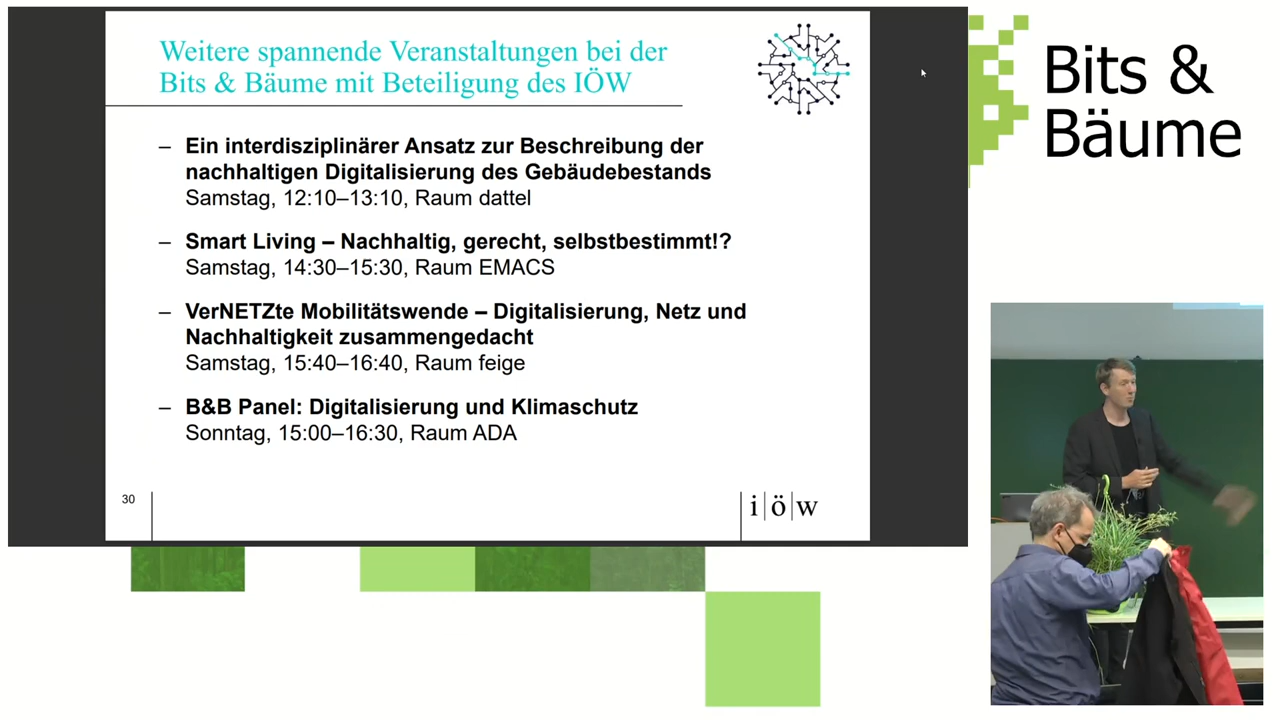 Weitere spannende Veranstaltungen bei der
Bits & Bäume mit Beteiligung des IÖW
– Ein interdisziplinärer Ansatz zur Beschreibung der
nachhaltigen Digitalisierung des Gebäudebestands
Samstag, 12:10–13:10, Raum dattel
– Smart Living – Nachhaltig, gerecht, selbstbestimmt!?
Samstag, 14:30–15:30, Raum EMACS
– VerNETZte Mobilitätswende – Digitalisierung, Netz und
Nachhaltigkeit zusammengedacht
Samstag, 15:40–16:40, Raum feige
– B&B Panel: Digitalisierung und Klimaschutz
Sonntag, 15:00–16:30, Raum ADA
30
i|ö|w
Bits &
Bäume